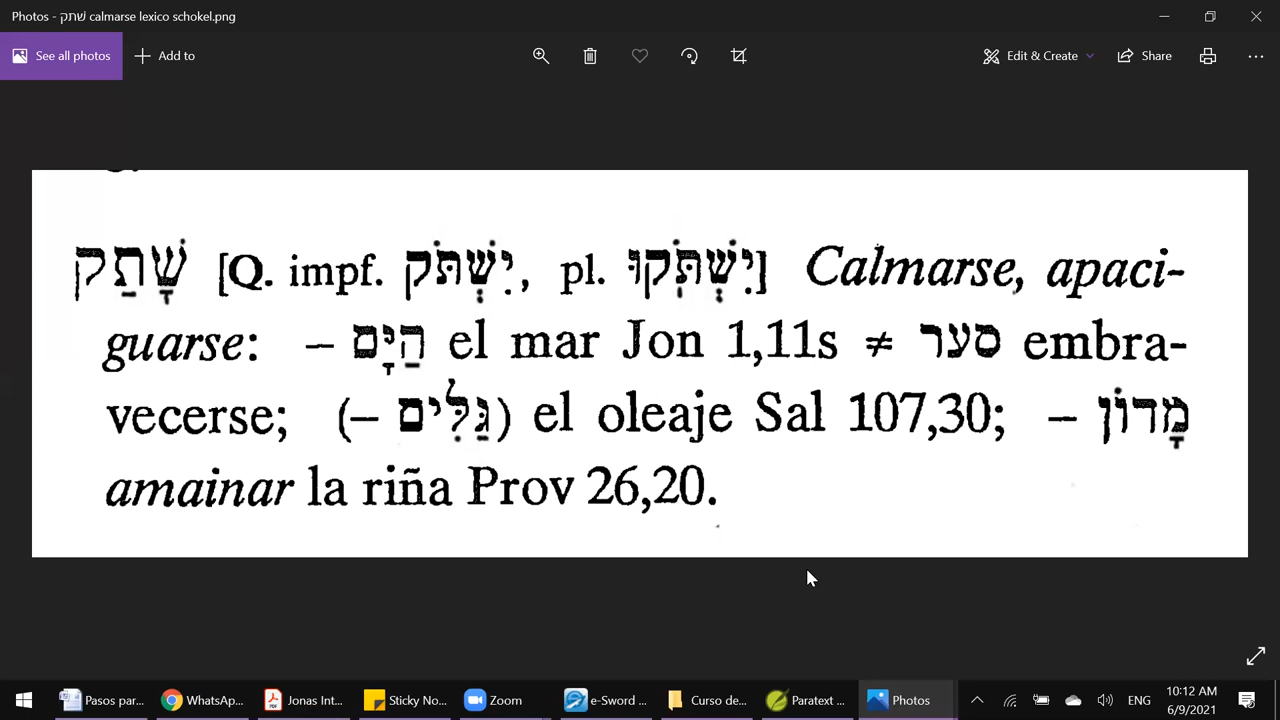 Photos - שתק calmarse lexico schokel.png
See all photos
Add to
Edit & Create
Share
שָׁתַק [Q. impf. יִשְׁתֹּק, pl. יִשְׁתֹּקוּ] Calmarse, apaci-
guarse: – הַיָּם el mar Jon 1,11s ≠ סער embra-
vecerse; (– גַּלִּים) el oleaje Sal 107,30; – מָדוֹן
amainar la riña Prov 26,20.
Pasos par...
WhatsAp...
Jonas Int...
Sticky No...
Zoom
e-Sword ...
Curso de...
Paratext ...
Photos
ENG
10:12 AM
6/9/2021